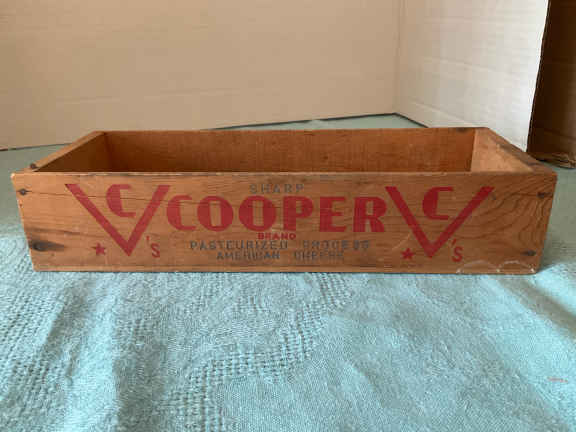 SHARP
C COOPER C
BRAND
V'S V'S
PASTEURIZED PROCESS
AMERICAN CHEESE